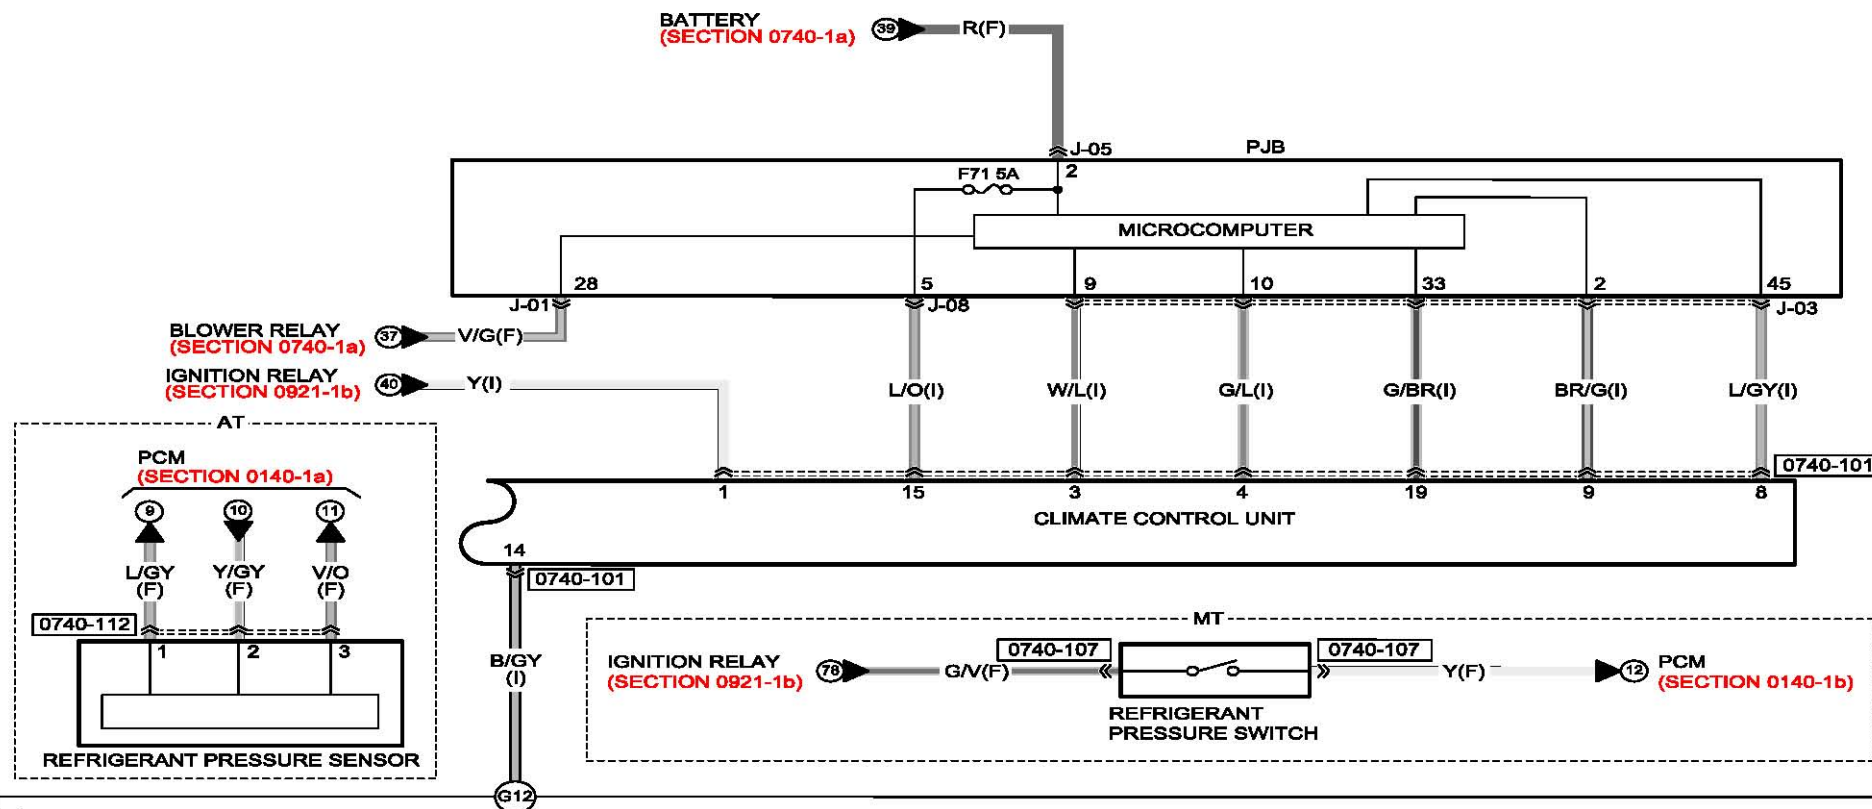 BATTERY
(SECTION 0740-1a)
39
R(F)
J-05
PJB
2
F71 5A
MICROCOMPUTER
28
5
9
10
33
2
45
J-01
J-08
J-03
BLOWER RELAY
(SECTION 0740-1a)
37
V/G(F)
IGNITION RELAY
(SECTION 0921-1b)
40
Y(I)
L/O(I)
W/L(I)
G/L(I)
G/BR(I)
BR/G(I)
L/GY(I)
AT
PCM
(SECTION 0140-1a)
0740-101
1
15
3
4
19
9
8
9
10
11
CLIMATE CONTROL UNIT
14
0740-101
L/GY
(F)
Y/GY
(F)
V/O
(F)
0740-112
1
2
3
REFRIGERANT PRESSURE SENSOR
B/GY
(I)
G12
MT
IGNITION RELAY
(SECTION 0921-1b)
78
G/V(F)
0740-107
0740-107
Y(F)
12
PCM
(SECTION 0140-1b)
REFRIGERANT
PRESSURE SWITCH